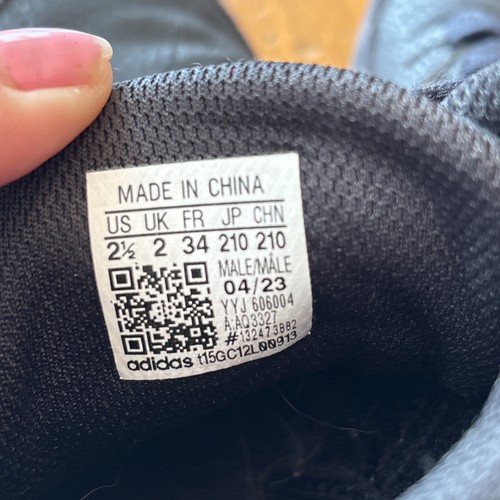 MADE IN CHINA
US UK FR JP CHN
2½ 2 34 210 210
MALE/MÂLE
04/23
YYJ 606004
A:AQ3327
#132473882
adidas t15GC12L00913